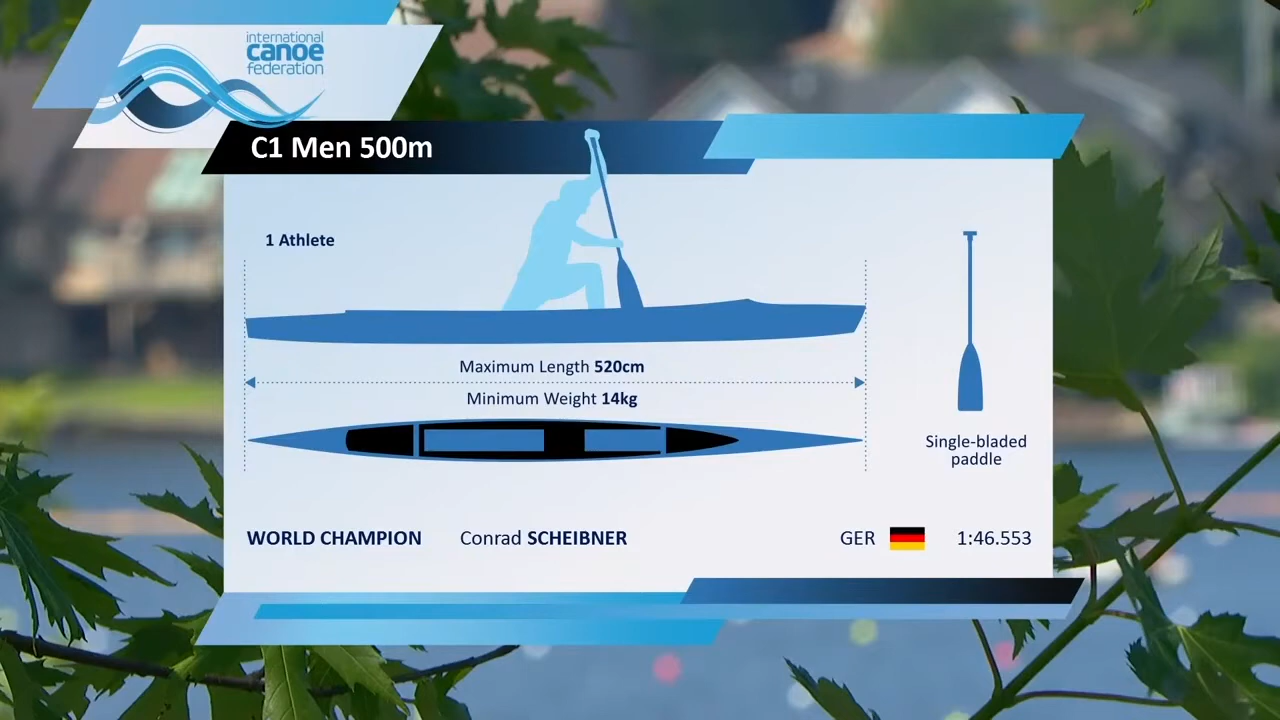 international
canoe
federation
C1 Men 500m
1 Athlete
Maximum Length 520cm
Minimum Weight 14kg
Single-bladed
paddle
WORLD CHAMPION Conrad SCHEIBNER GER 1:46.553